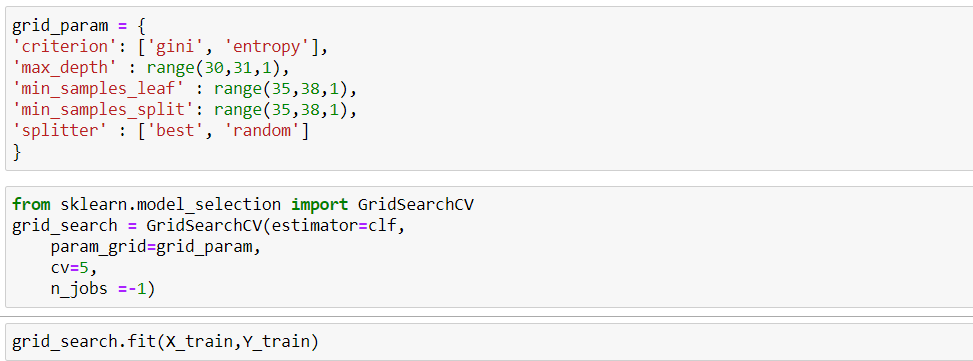 grid_param = {
'criterion': ['gini', 'entropy'],
'max_depth' : range(30,31,1),
'min_samples_leaf' : range(35,38,1),
'min_samples_split': range(35,38,1),
'splitter' : ['best', 'random']
}
from sklearn.model_selection import GridSearchCV
grid_search = GridSearchCV(estimator=clf,
    param_grid=grid_param,
    cv=5,
    n_jobs =-1)
grid_search.fit(X_train,Y_train)